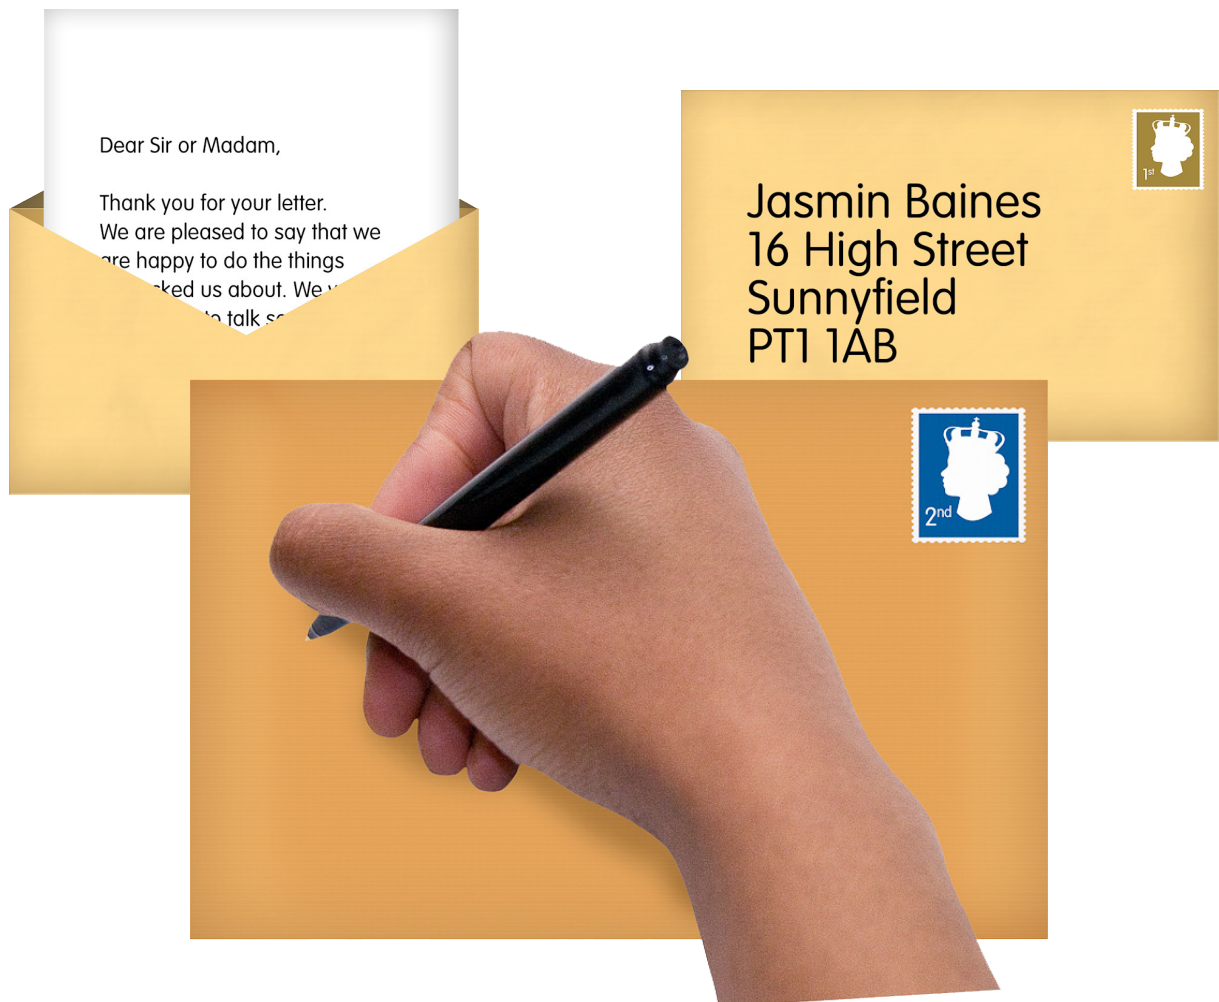 Dear Sir or Madam,
Thank you for your letter.
We are pleased to say that we
are happy to do the things
us about. We
talk
Jasmin Baines
16 High Street
Sunnyfield
PT1 1AB
1st
2nd